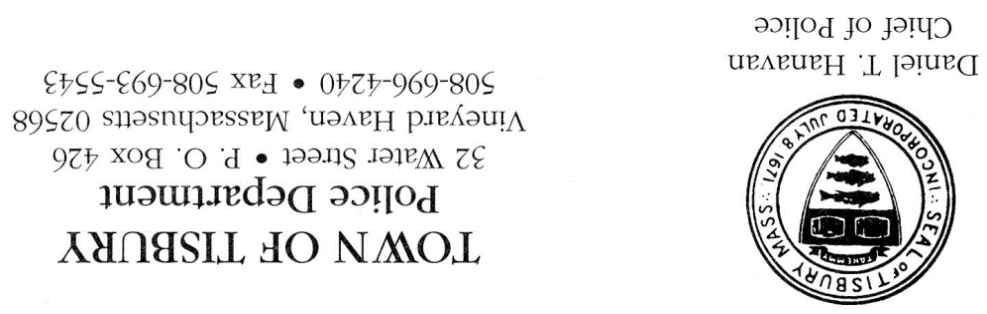 TOWN OF TISBURY
Police Department
32 Water Street • P. O. Box 426
Vineyard Haven, Massachusetts 02568
508-696-4240 • Fax 508-693-5543
SEAL OF TISBURY MASS.
INCORPORATED JULY 8 1671
Daniel T. Hanavan
Chief of Police